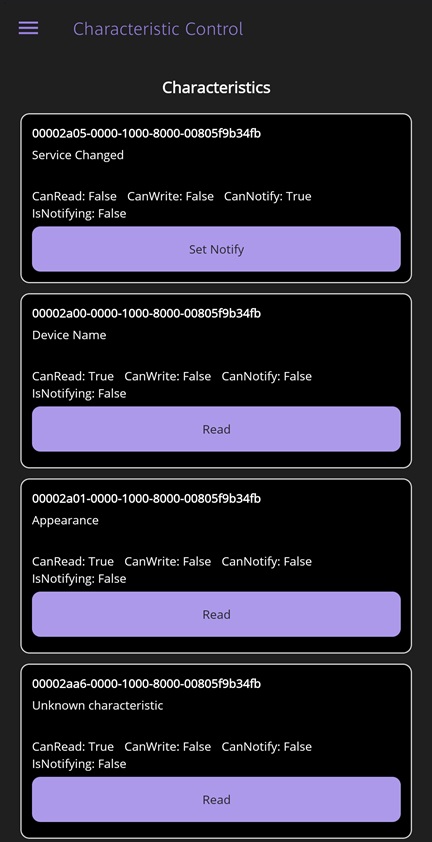 Characteristic Control
Characteristics
00002a05-0000-1000-8000-00805f9b34fb
Service Changed
CanRead: False CanWrite: False CanNotify: True
IsNotifying: False
Set Notify
00002a00-0000-1000-8000-00805f9b34fb
Device Name
CanRead: True CanWrite: False CanNotify: False
IsNotifying: False
Read
00002a01-0000-1000-8000-00805f9b34fb
Appearance
CanRead: True CanWrite: False CanNotify: False
IsNotifying: False
Read
00002aa6-0000-1000-8000-00805f9b34fb
Unknown characteristic
CanRead: True CanWrite: False CanNotify: False
IsNotifying: False
Read